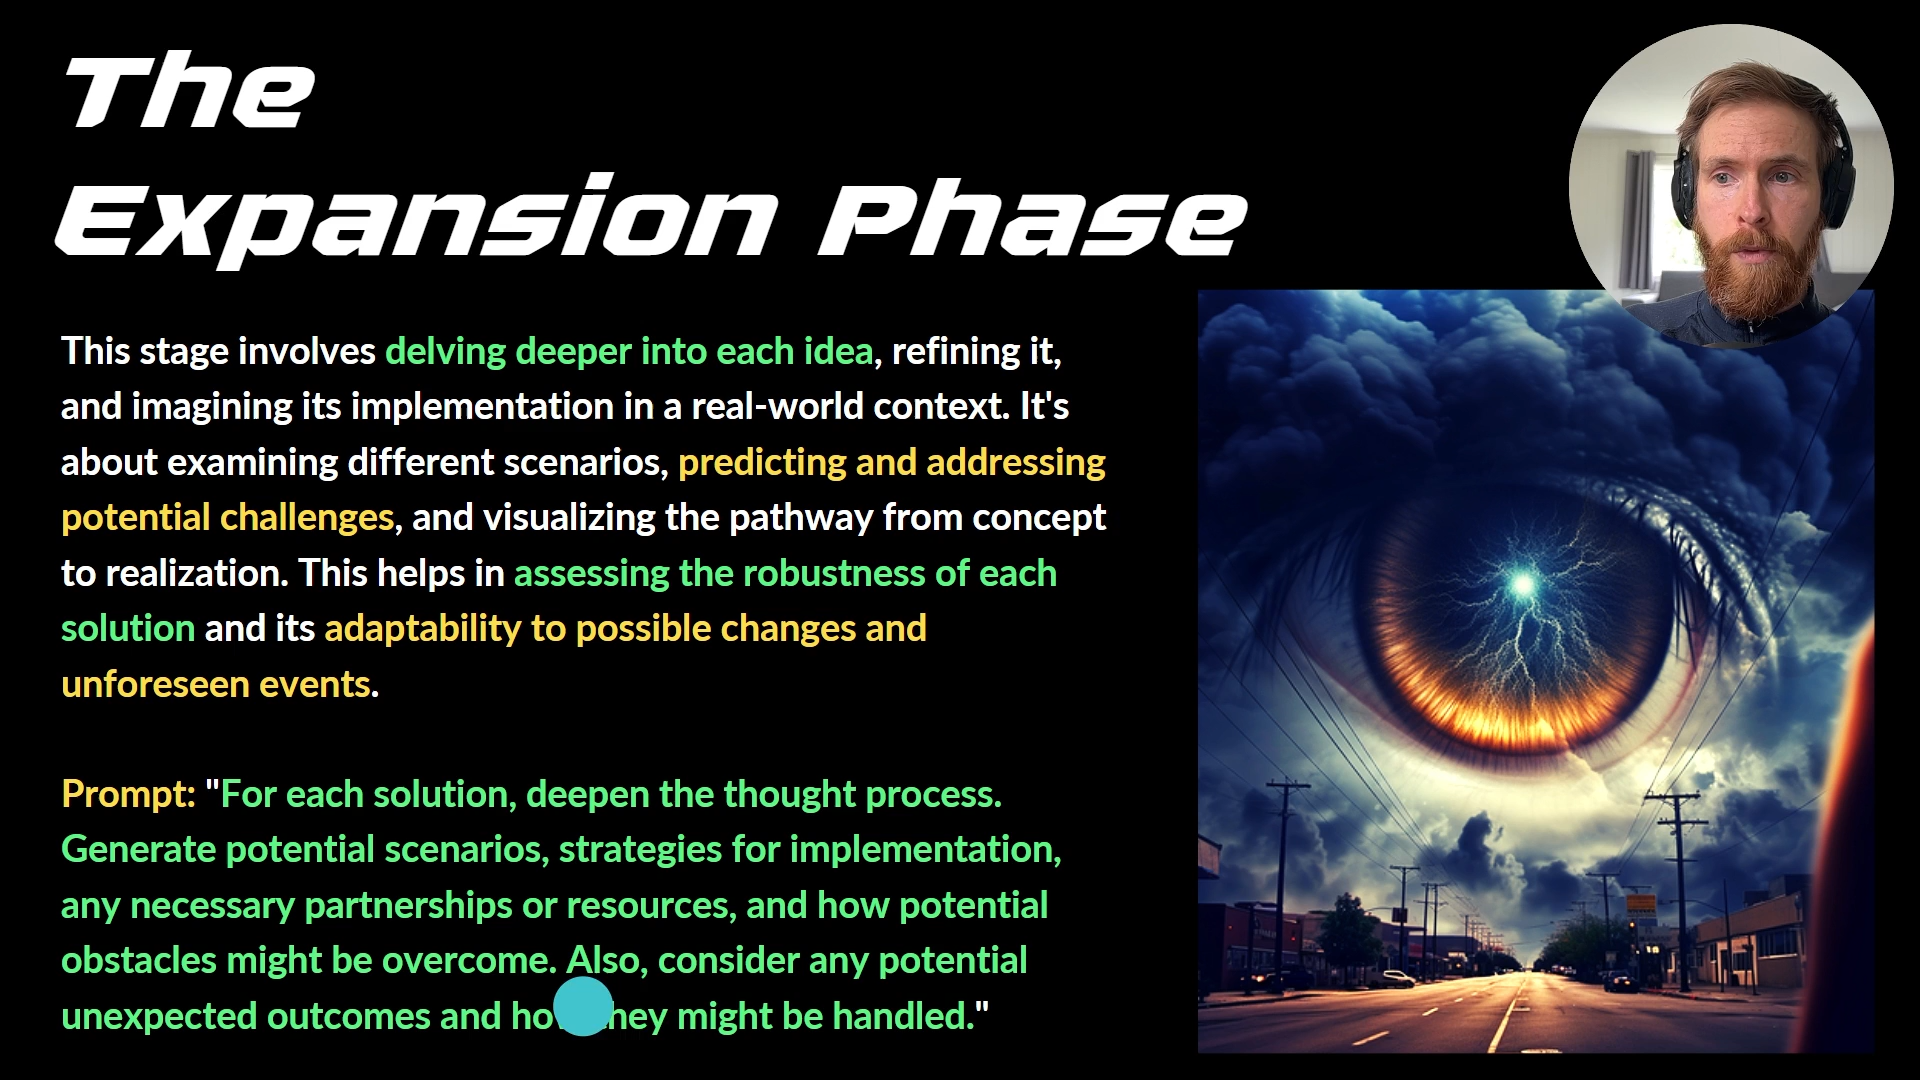 The
Expansion Phase
This stage involves delving deeper into each idea, refining it,
and imagining its implementation in a real-world context. It's
about examining different scenarios, predicting and addressing
potential challenges, and visualizing the pathway from concept
to realization. This helps in assessing the robustness of each
solution and its adaptability to possible changes and
unforeseen events.
Prompt: "For each solution, deepen the thought process.
Generate potential scenarios, strategies for implementation,
any necessary partnerships or resources, and how potential
obstacles might be overcome. Also, consider any potential
unexpected outcomes and how they might be handled."